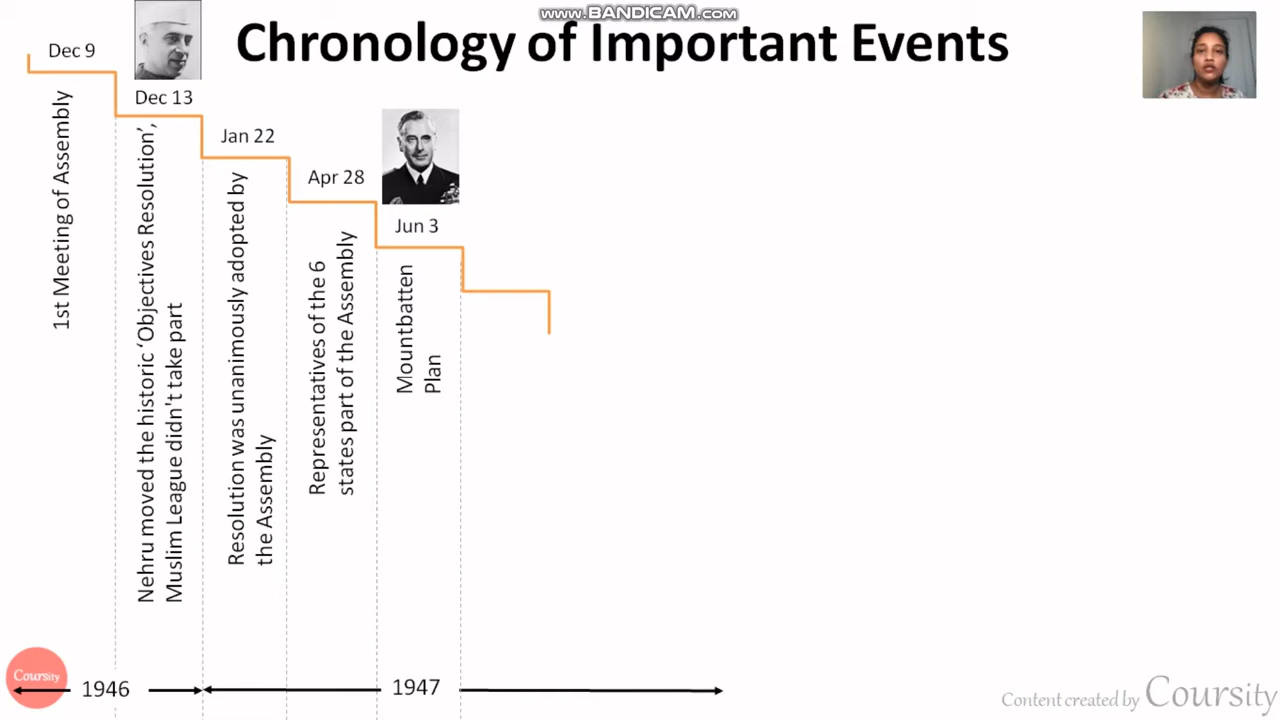 www.BANDICAM.com
Chronology of Important Events
Dec 9
1st Meeting of Assembly
Dec 13
Nehru moved the historic ‘Objectives Resolution’,
Muslim League didn't take part
Jan 22
Resolution was unanimously adopted by
the Assembly
Apr 28
Representatives of the 6
states part of the Assembly
Jun 3
Mountbatten
Plan
Coursity
1946
1947
Content created by Coursity